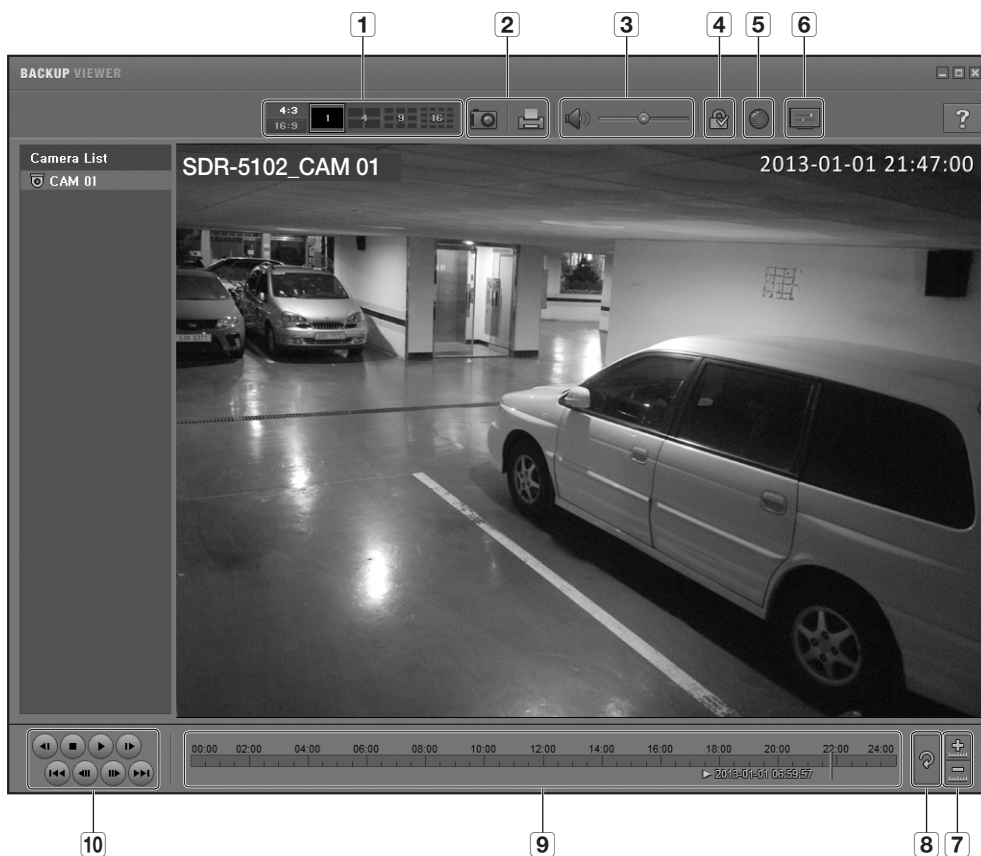 1 2 3 4 5 6
BACKUP VIEWER
4:3
16:9
1 4 9 16
?
Camera List
CAM 01
SDR-5102_CAM 01
2013-01-01 21:47:00
00:00 02:00 04:00 06:00 08:00 10:00 12:00 14:00 16:00 18:00 20:00 22:00 24:00
2013-01-01 06:59:57
10 9 8 7